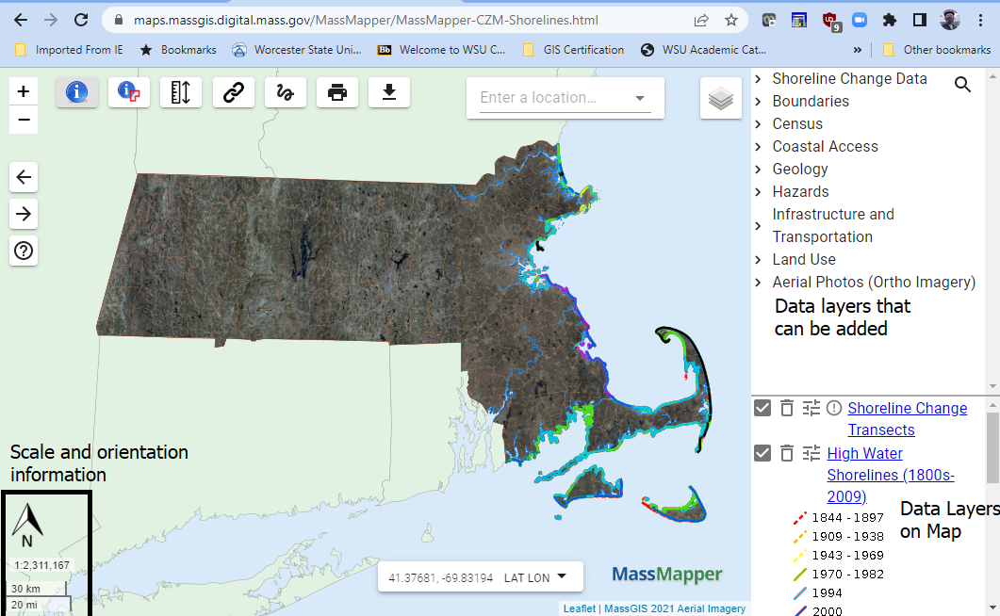 maps.massgis.digital.mass.gov/MassMapper/MassMapper-CZM-Shorelines.html
9
Imported From IE
Bookmarks
Worcester State Uni...
Bb
Welcome to WSU C...
GIS Certification
WSU Academic Cat...
»
Other bookmarks
+
−
Enter a location...
Shoreline Change Data
Boundaries
Census
Coastal Access
Geology
Hazards
Infrastructure and
Transportation
Land Use
Aerial Photos (Ortho Imagery)
Data layers that
can be added
Shoreline Change
Transects
High Water
Shorelines (1800s-
2009)
1844 - 1897
1909 - 1938
1943 - 1969
1970 - 1982
1994
2000
Data Layers
on Map
Scale and orientation
information
N
1:2,311,167
30 km
20 mi
41.37681, -69.83194 LAT LON
MassMapper
Leaflet | MassGIS 2021 Aerial Imagery